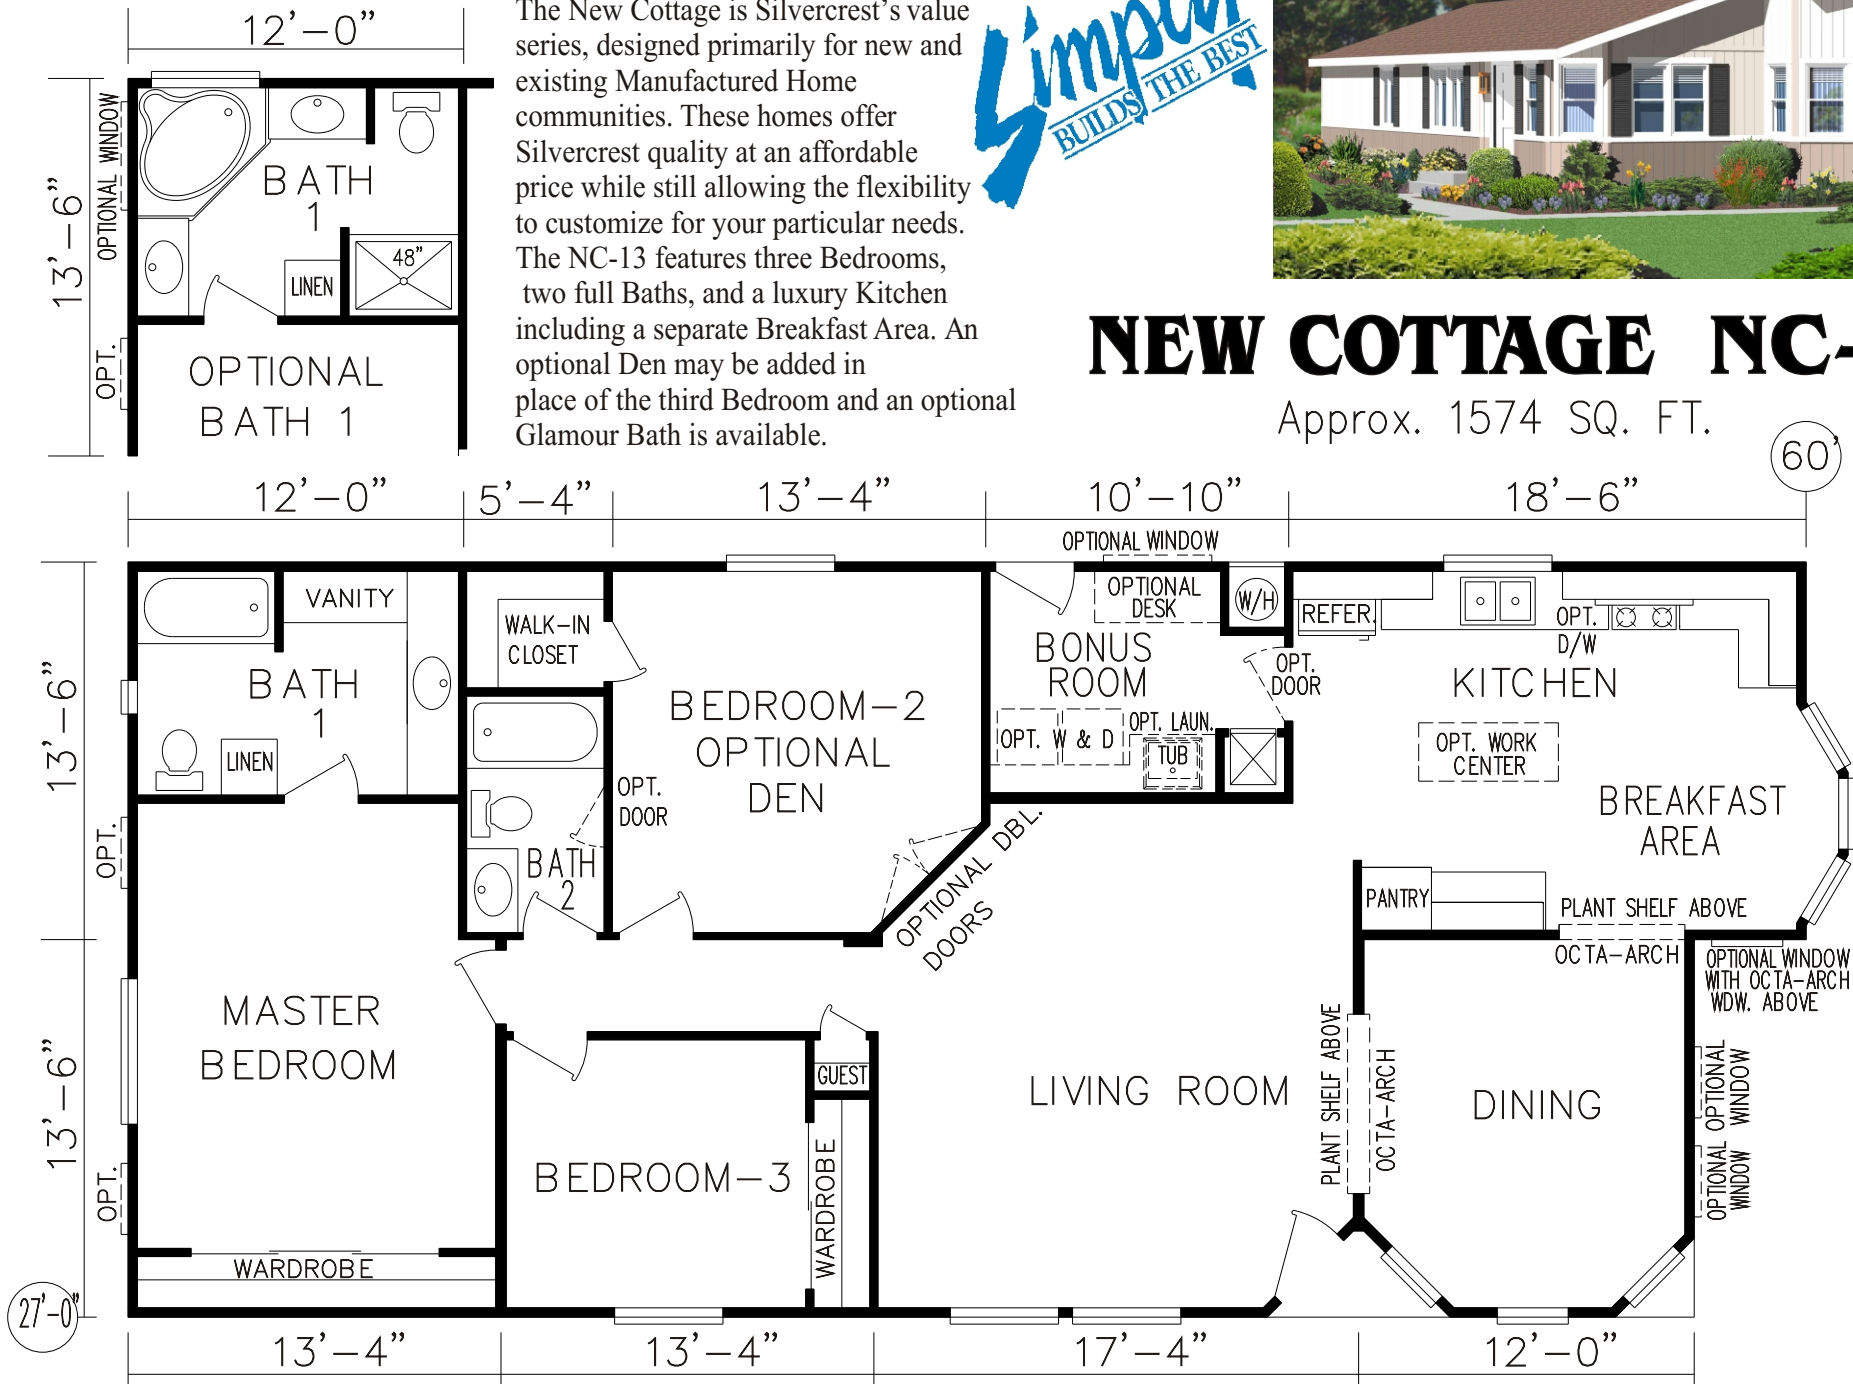 12'-0"
13'-6"
OPTIONAL WINDOW
BATH
1
48"
LINEN
OPT.
OPTIONAL
BATH 1
The New Cottage is Silvercrest's value
series, designed primarily for new and
existing Manufactured Home
communities. These homes offer
Silvercrest quality at an affordable
price while still allowing the flexibility
to customize for your particular needs.
The NC-13 features three Bedrooms,
two full Baths, and a luxury Kitchen
including a separate Breakfast Area. An
optional Den may be added in
place of the third Bedroom and an optional
Glamour Bath is available.
BUILDS THE BEST
NEW COTTAGE NC-
Approx. 1574 SQ. FT.
60'
12'-0"
5'-4"
13'-4"
10'-10"
18'-6"
OPTIONAL WINDOW
13'-6"
VANITY
BATH
1
LINEN
WALK-IN
CLOSET
BEDROOM-2
OPTIONAL
DEN
OPT.
DOOR
BATH
2
OPTIONAL
DESK
W/H
BONUS
ROOM
OPT.
DOOR
OPT. W & D
OPT. LAUN.
TUB
REFER.
OPT.
D/W
KITCHEN
OPT. WORK
CENTER
BREAKFAST
AREA
OPTIONAL DBL.
DOORS
PANTRY
PLANT SHELF ABOVE
OCTA-ARCH
OPTIONAL WINDOW
WITH OCTA-ARCH
WDW. ABOVE
OPT.
13'-6"
MASTER
BEDROOM
OPT.
WARDROBE
GUEST
BEDROOM-3
WARDROBE
LIVING ROOM
PLANT SHELF ABOVE
OCTA-ARCH
DINING
OPTIONAL
WINDOW
OPTIONAL
WINDOW
27'-0"
13'-4"
13'-4"
17'-4"
12'-0"